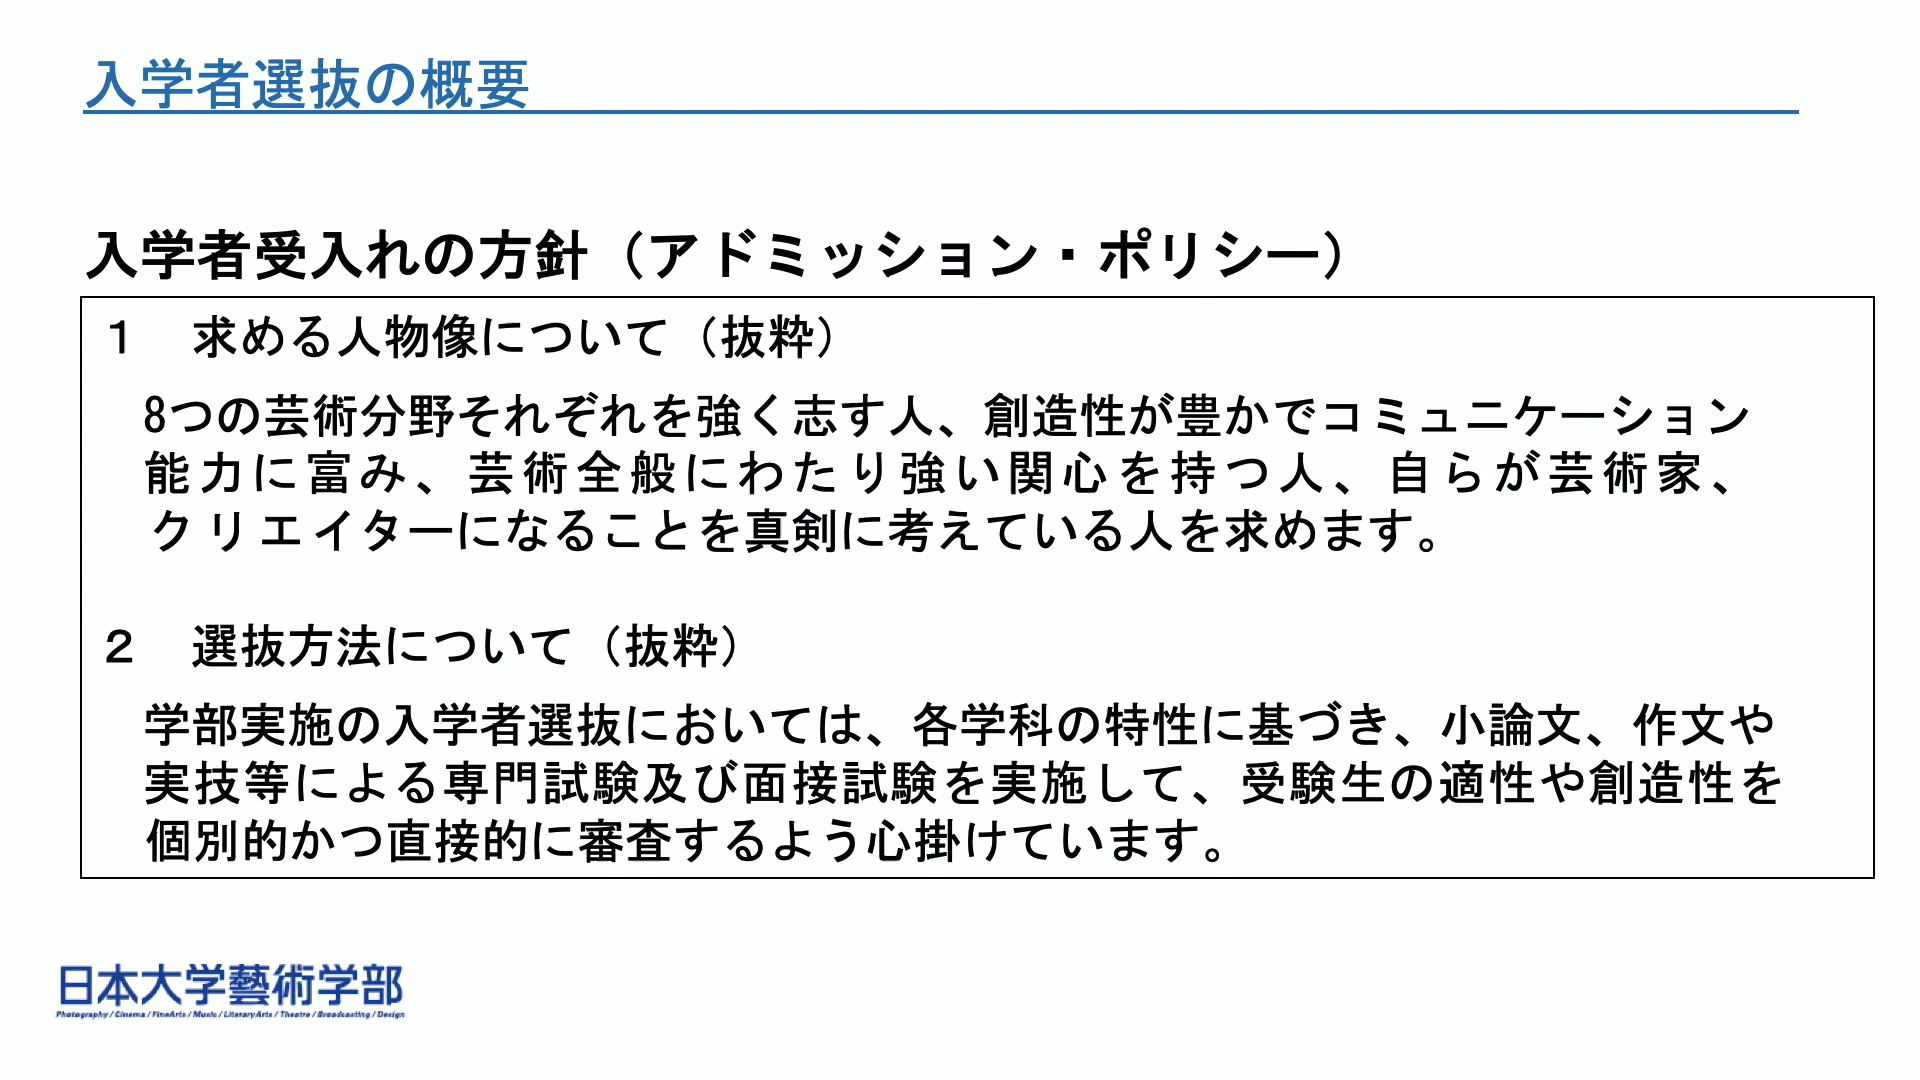 入学者選抜の概要
入学者受入れの方針（アドミッション・ポリシー）
１　求める人物像について（抜粋）
8つの芸術分野それぞれを強く志す人、創造性が豊かでコミュニケーション
能力に富み、芸術全般にわたり強い関心を持つ人、自らが芸術家、
クリエイターになることを真剣に考えている人を求めます。
２　選抜方法について（抜粋）
学部実施の入学者選抜においては、各学科の特性に基づき、小論文、作文や
実技等による専門試験及び面接試験を実施して、受験生の適性や創造性を
個別的かつ直接的に審査するよう心掛けています。
日本大学藝術学部
Photography / Cinema / FineArts / Music / LiteraryArts / Theatre / Broadcasting / Design